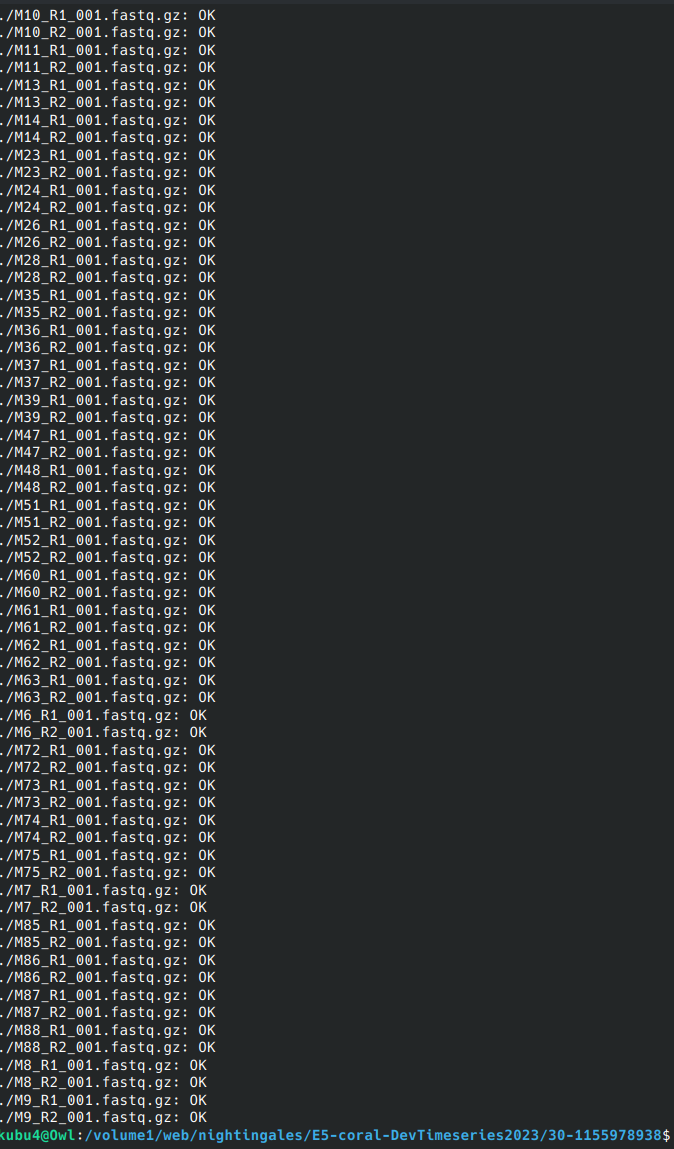 ./M10_R1_001.fastq.gz: OK
./M10_R2_001.fastq.gz: OK
./M11_R1_001.fastq.gz: OK
./M11_R2_001.fastq.gz: OK
./M13_R1_001.fastq.gz: OK
./M13_R2_001.fastq.gz: OK
./M14_R1_001.fastq.gz: OK
./M14_R2_001.fastq.gz: OK
./M23_R1_001.fastq.gz: OK
./M23_R2_001.fastq.gz: OK
./M24_R1_001.fastq.gz: OK
./M24_R2_001.fastq.gz: OK
./M26_R1_001.fastq.gz: OK
./M26_R2_001.fastq.gz: OK
./M28_R1_001.fastq.gz: OK
./M28_R2_001.fastq.gz: OK
./M35_R1_001.fastq.gz: OK
./M35_R2_001.fastq.gz: OK
./M36_R1_001.fastq.gz: OK
./M36_R2_001.fastq.gz: OK
./M37_R1_001.fastq.gz: OK
./M37_R2_001.fastq.gz: OK
./M39_R1_001.fastq.gz: OK
./M39_R2_001.fastq.gz: OK
./M47_R1_001.fastq.gz: OK
./M47_R2_001.fastq.gz: OK
./M48_R1_001.fastq.gz: OK
./M48_R2_001.fastq.gz: OK
./M51_R1_001.fastq.gz: OK
./M51_R2_001.fastq.gz: OK
./M52_R1_001.fastq.gz: OK
./M52_R2_001.fastq.gz: OK
./M60_R1_001.fastq.gz: OK
./M60_R2_001.fastq.gz: OK
./M61_R1_001.fastq.gz: OK
./M61_R2_001.fastq.gz: OK
./M62_R1_001.fastq.gz: OK
./M62_R2_001.fastq.gz: OK
./M63_R1_001.fastq.gz: OK
./M63_R2_001.fastq.gz: OK
./M6_R1_001.fastq.gz: OK
./M6_R2_001.fastq.gz: OK
./M72_R1_001.fastq.gz: OK
./M72_R2_001.fastq.gz: OK
./M73_R1_001.fastq.gz: OK
./M73_R2_001.fastq.gz: OK
./M74_R1_001.fastq.gz: OK
./M74_R2_001.fastq.gz: OK
./M75_R1_001.fastq.gz: OK
./M75_R2_001.fastq.gz: OK
./M7_R1_001.fastq.gz: OK
./M7_R2_001.fastq.gz: OK
./M85_R1_001.fastq.gz: OK
./M85_R2_001.fastq.gz: OK
./M86_R1_001.fastq.gz: OK
./M86_R2_001.fastq.gz: OK
./M87_R1_001.fastq.gz: OK
./M87_R2_001.fastq.gz: OK
./M88_R1_001.fastq.gz: OK
./M88_R2_001.fastq.gz: OK
./M8_R1_001.fastq.gz: OK
./M8_R2_001.fastq.gz: OK
./M9_R1_001.fastq.gz: OK
./M9_R2_001.fastq.gz: OK
kubu4@Owl:/volume1/web/nightingales/E5-coral-DevTimeseries2023/30-1155978938$